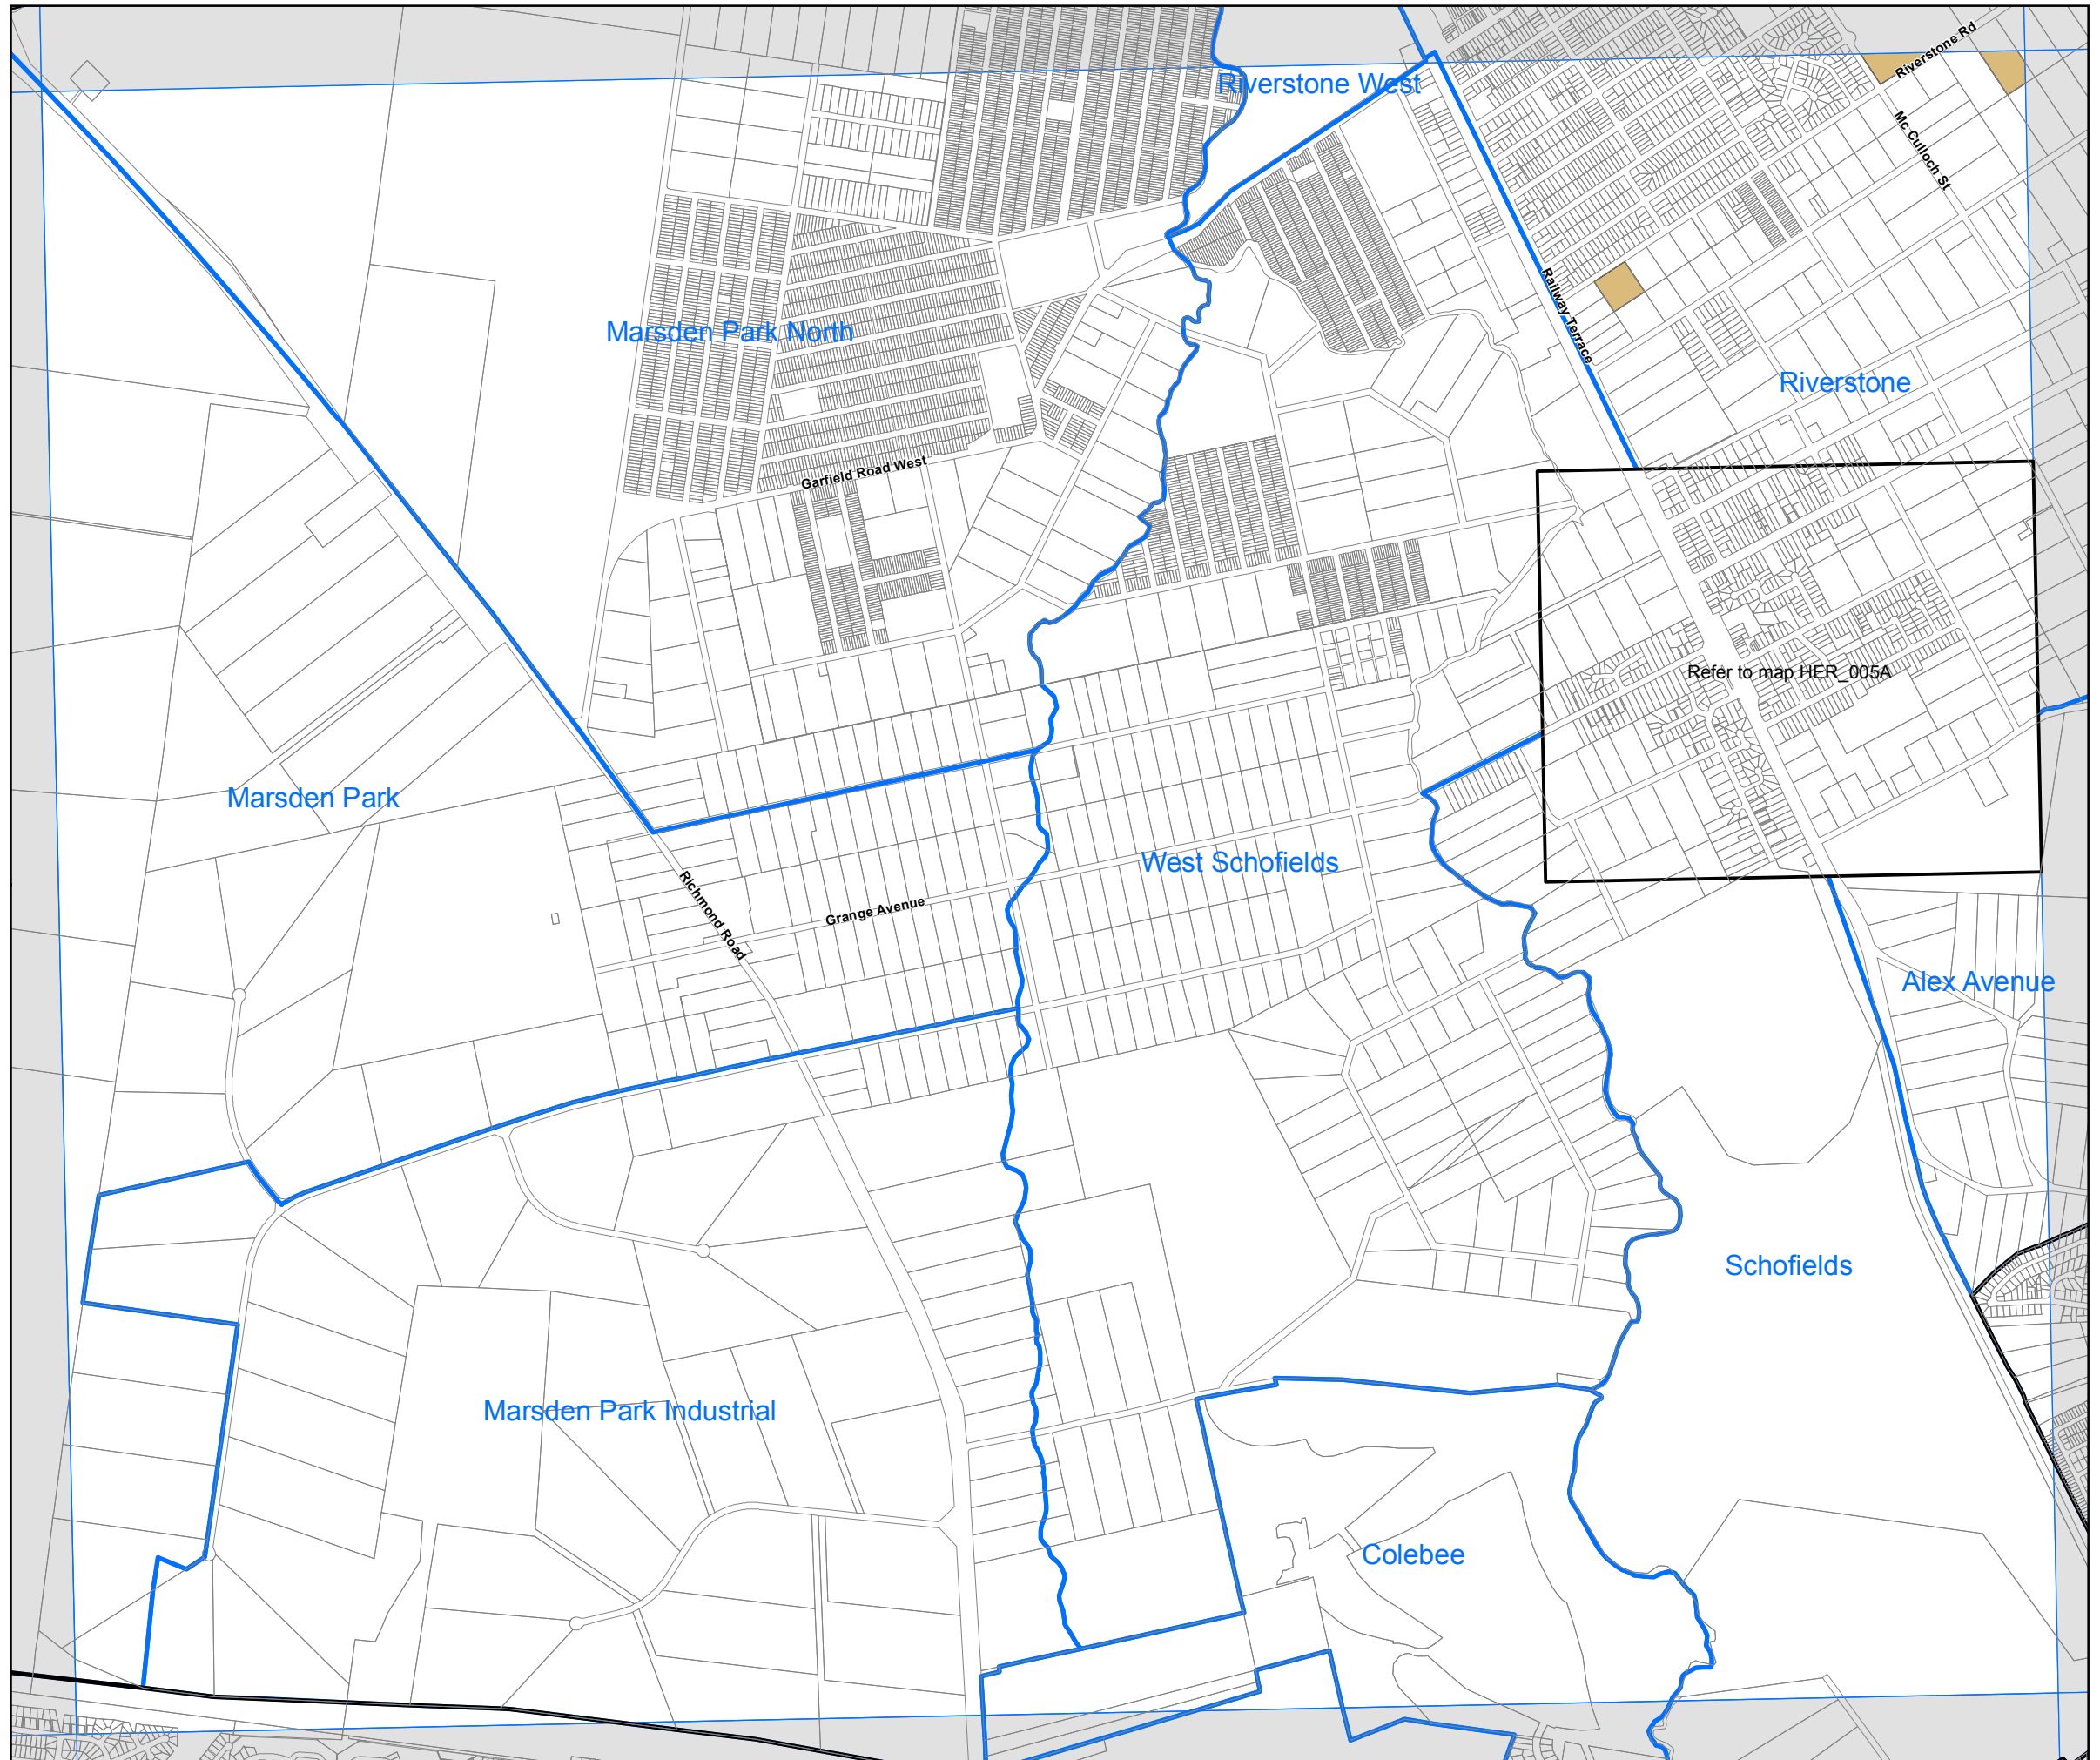 Riverstone Rd
Riverstone West
Mc Culloch St
Railway Terrace
Marsden Park North
Riverstone
Garfield Road West
Refer to map HER_005A
Marsden Park
West Schofields
Richmond Road
Grange Avenue
Alex Avenue
Schofields
Marsden Park Industrial
Colebee